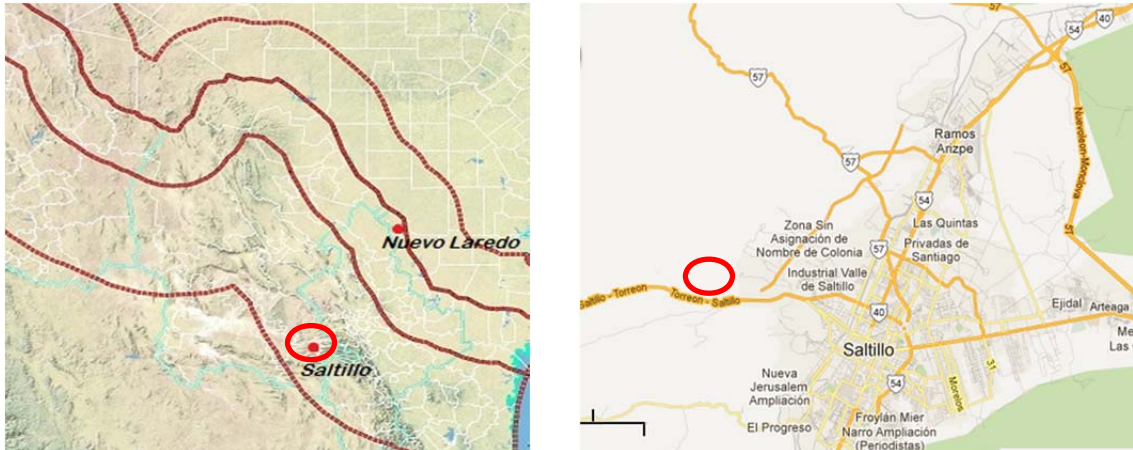 Nuevo Laredo
Saltillo
57
54
40
57
57
Ramos
Arizpe
Nuevoleon-Monclova
57
54
Las Quintas
Zona Sin
Asignación de
Nombre de Colonia
57
Privadas de
Santiago
51
Industrial Valle
de Saltillo
Saltillo - Torreon
Torreon - Saltillo
Ejidal
Arteaga
40
Saltillo
Las
31
Nueva
Jerusalem
Ampliación
54
Morelos
El Progreso
Froylán Mier
Narro Ampliación
(Periodistas)